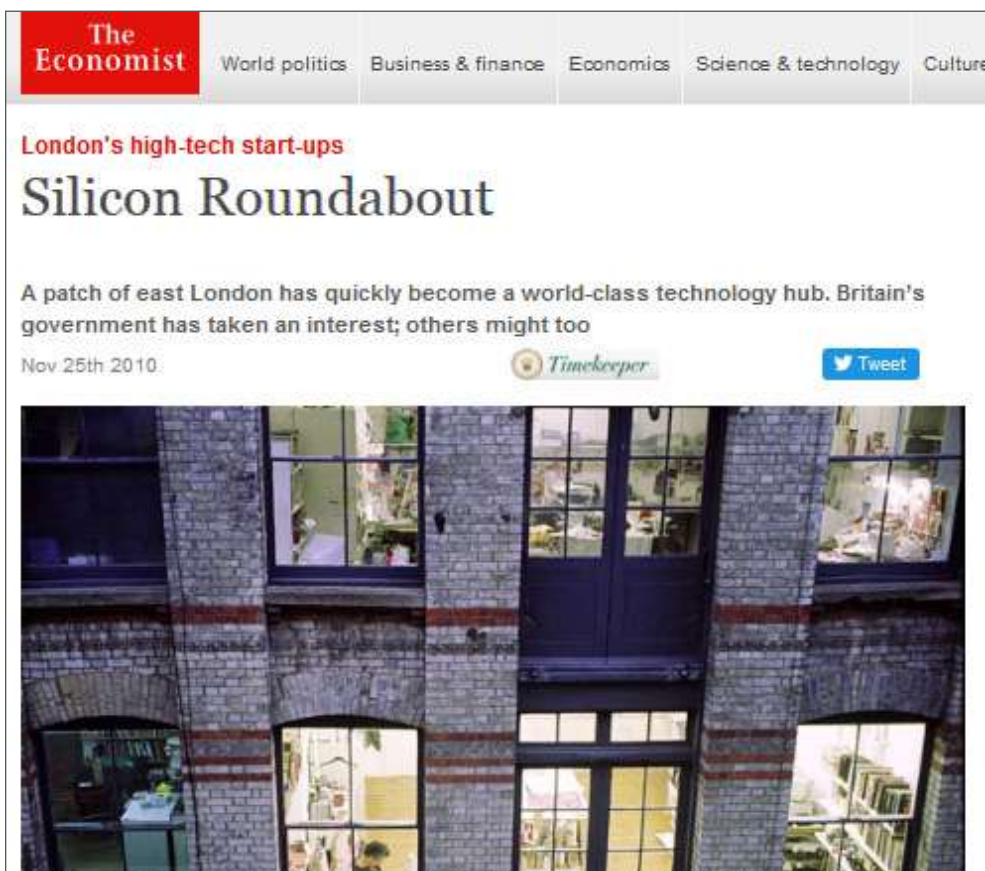 The
Economist
World politics Business & finance Economics Science & technology Culture
London's high-tech start-ups
Silicon Roundabout
A patch of east London has quickly become a world-class technology hub. Britain's
government has taken an interest; others might too
Nov 25th 2010 Timekeeper Tweet